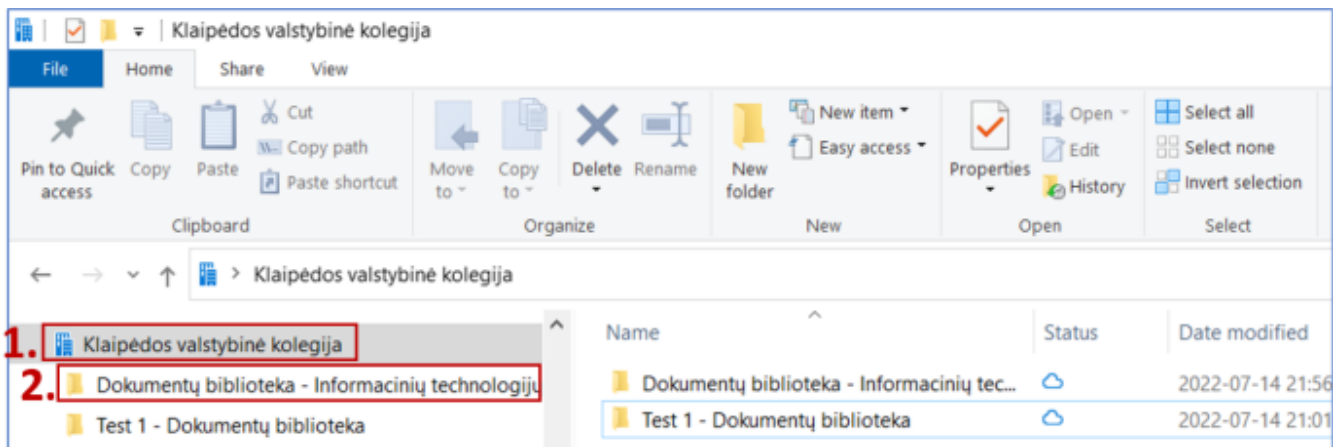 Klaipėdos valstybinė kolegija
File Home Share View
Pin to Quick access
Copy
Paste
Cut
Copy path
Paste shortcut
Clipboard
Move to
Copy to
Delete
Rename
Organize
New folder
New item
Easy access
New
Properties
Open
Edit
History
Open
Select all
Select none
Invert selection
Select
Klaipėdos valstybinė kolegija
1. Klaipėdos valstybinė kolegija
2. Dokumentų biblioteka - Informacinių technologijų
Test 1 - Dokumentų biblioteka
Name Status Date modified
Dokumentų biblioteka - Informacinių tec... 2022-07-14 21:56
Test 1 - Dokumentų biblioteka 2022-07-14 21:01